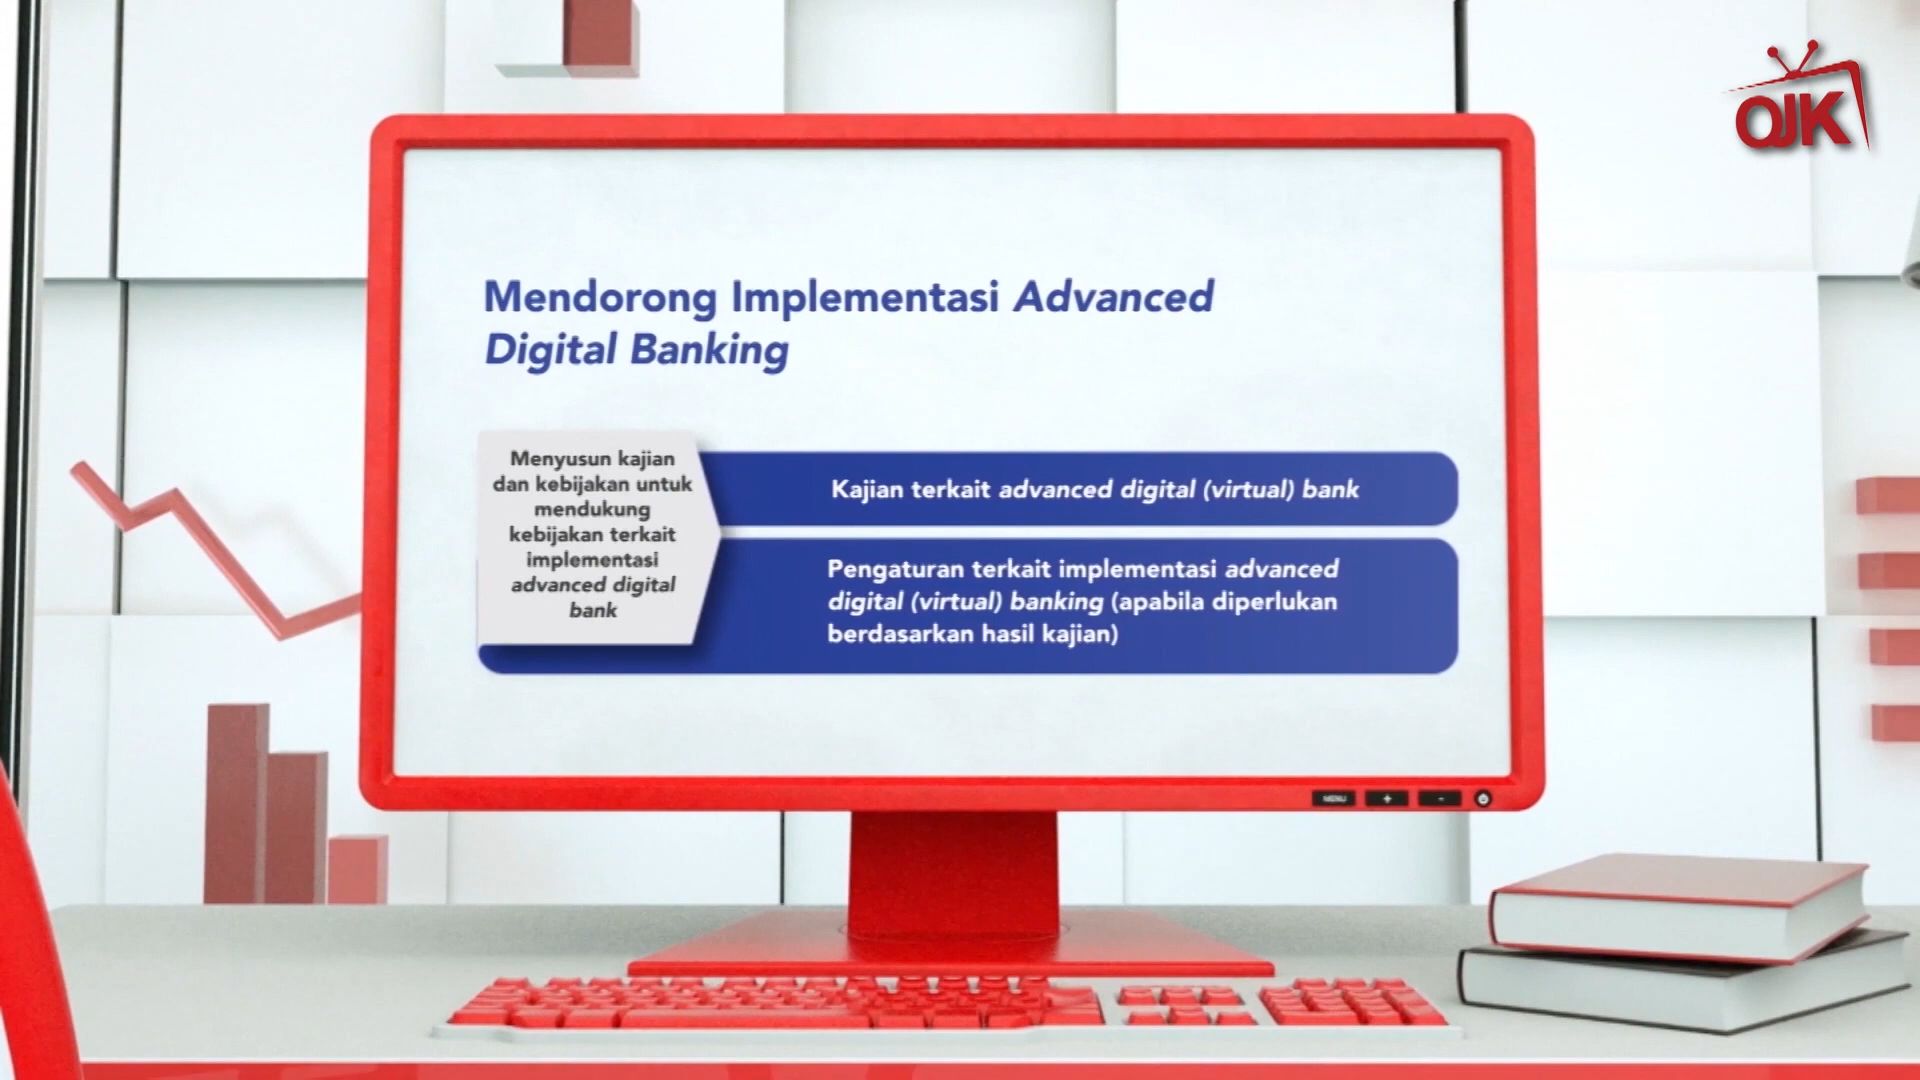 OJK
Mendorong Implementasi Advanced
Digital Banking
Menyusun kajian
dan kebijakan untuk
mendukung
kebijakan terkait
implementasi
advanced digital
bank
Kajian terkait advanced digital (virtual) bank
Pengaturan terkait implementasi advanced
digital (virtual) banking (apabila diperlukan
berdasarkan hasil kajian)
MENU + -